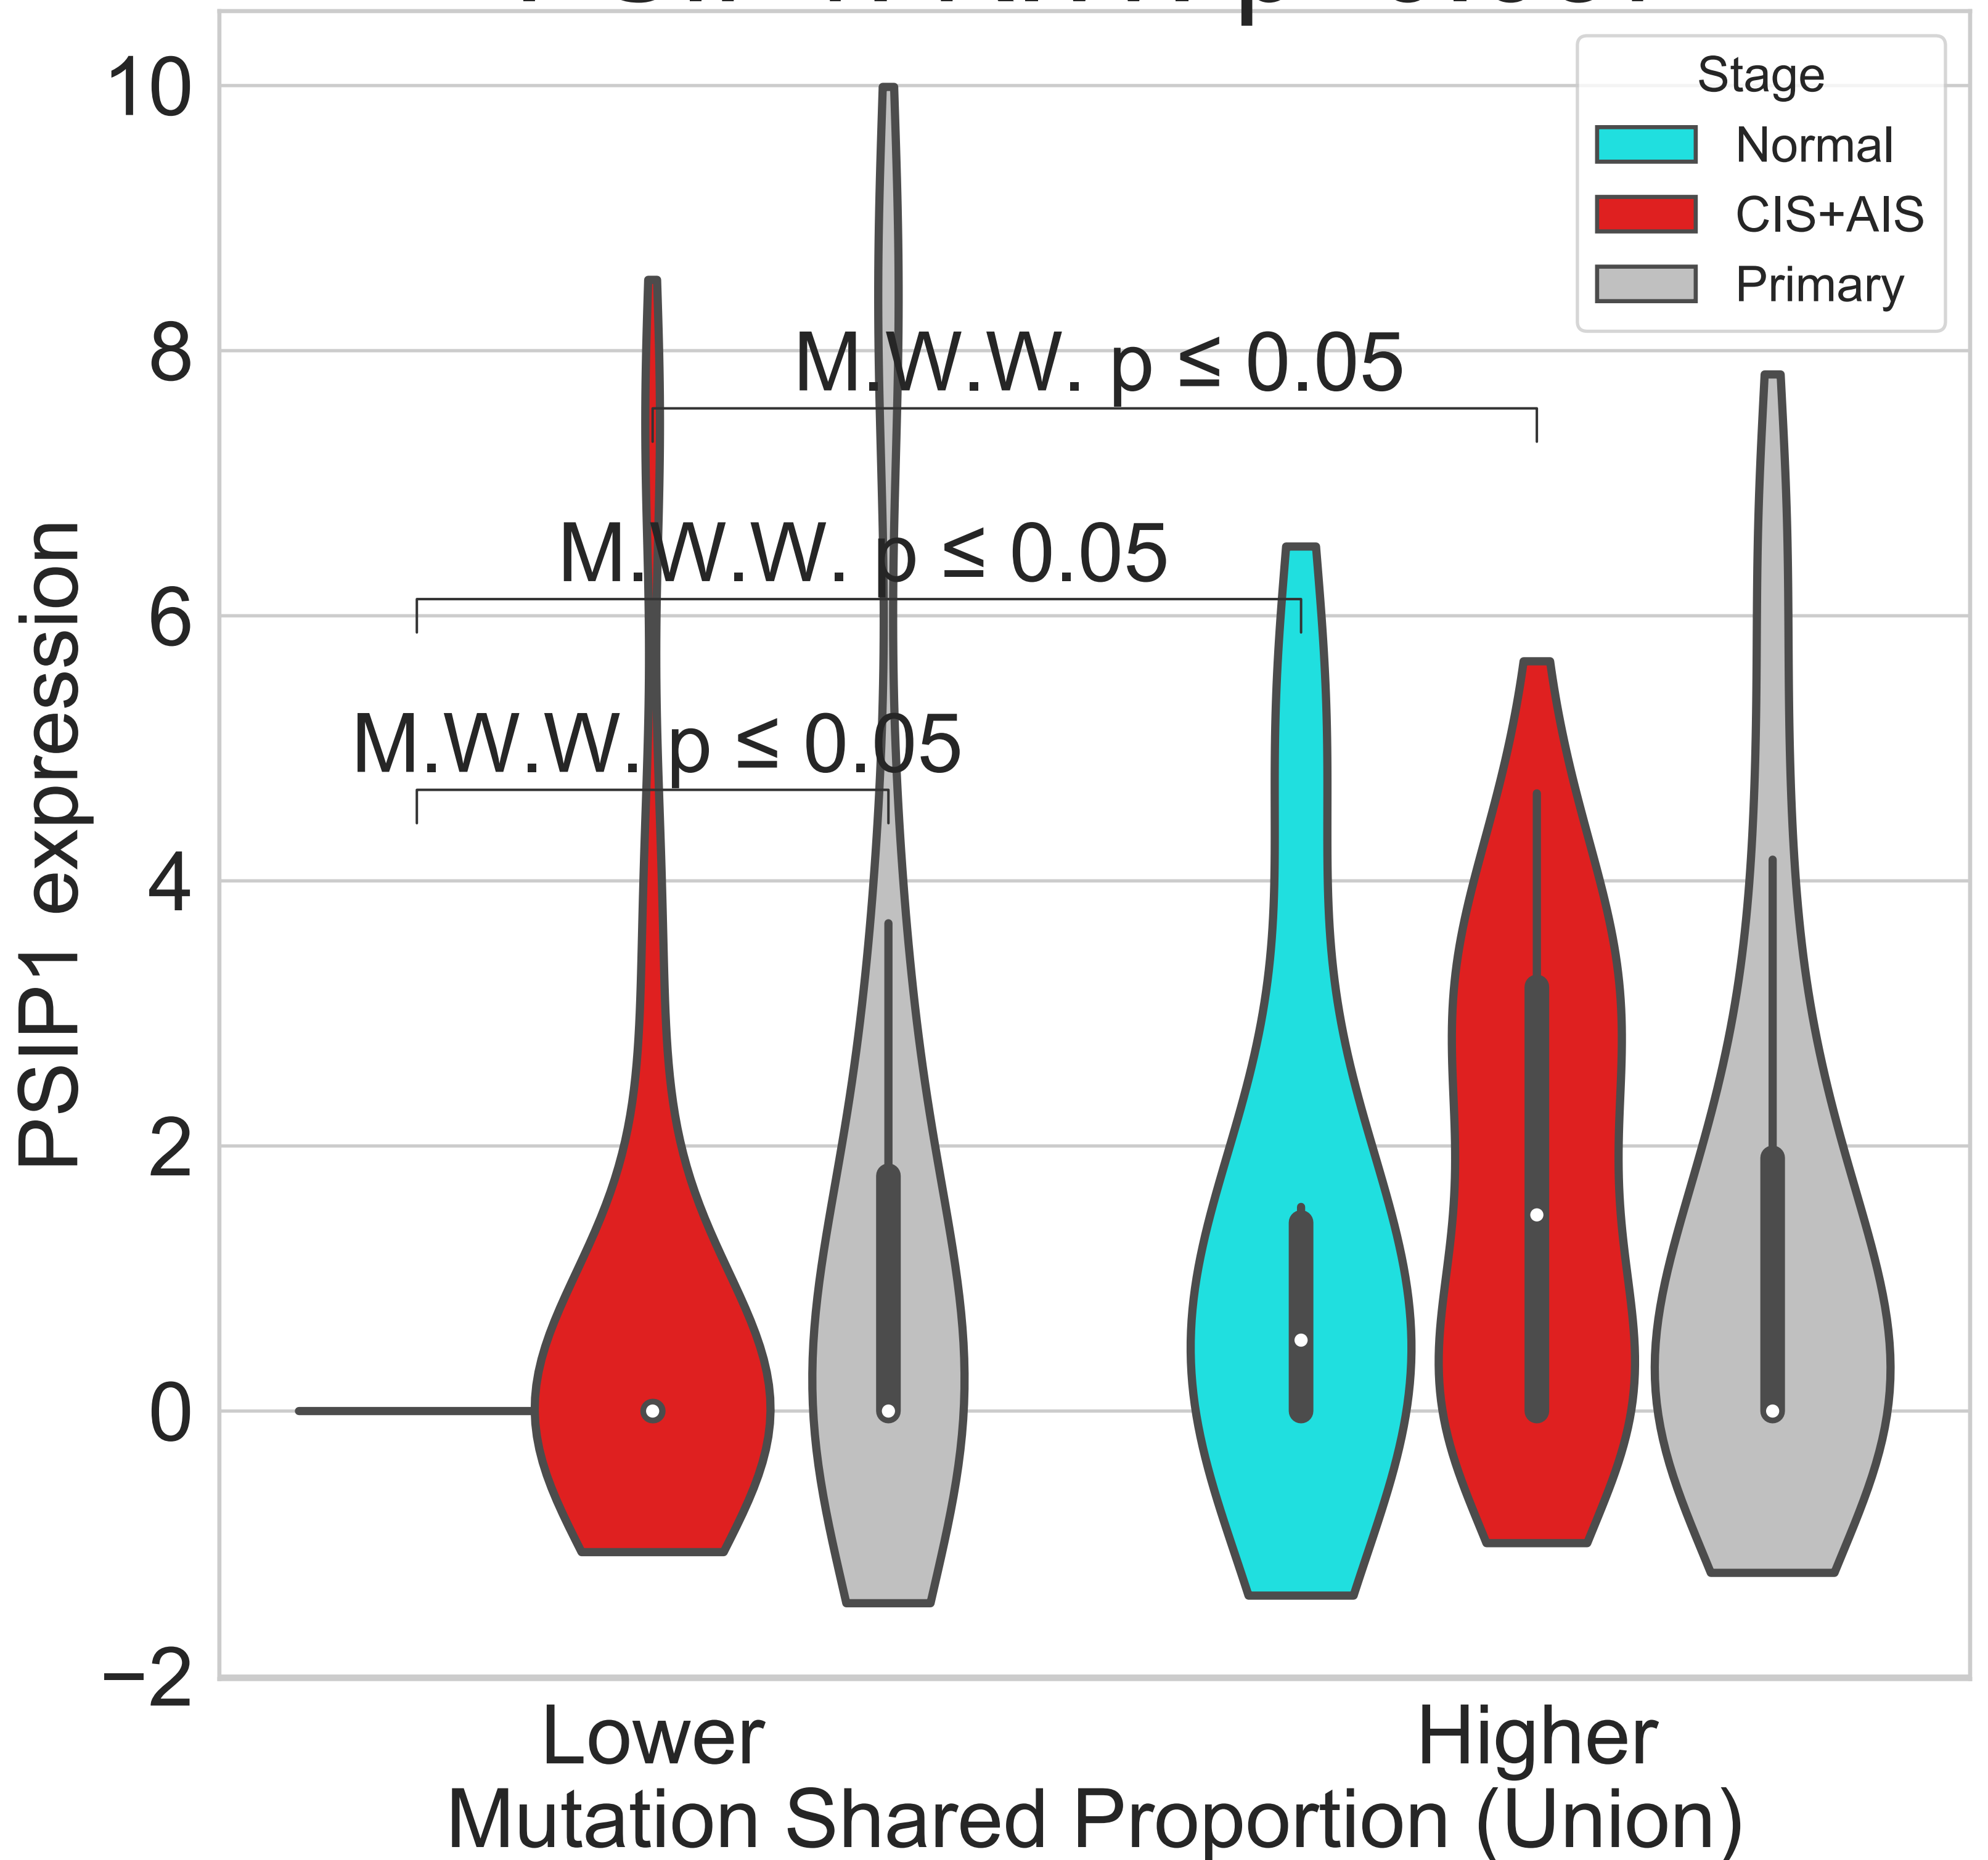 Stage
Normal
CIS+AIS
Primary
10
8
6
4
2
0
−2
PSIP1 expression
M.W.W. p ≤ 0.05
M.W.W. p ≤ 0.05
M.W.W. p ≤ 0.05
Lower
Higher
Mutation Shared Proportion (Union)